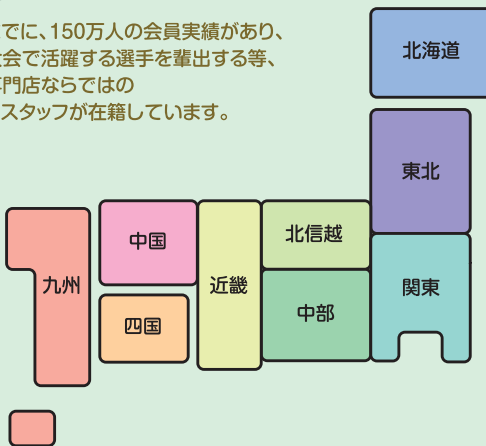 でに、150万人の会員実績があり、
会で活躍する選手を輩出する等、
門店ならではの
スタッフが在籍しています。
北海道
東北
中国
北信越
九州
近畿
関東
四国
中部